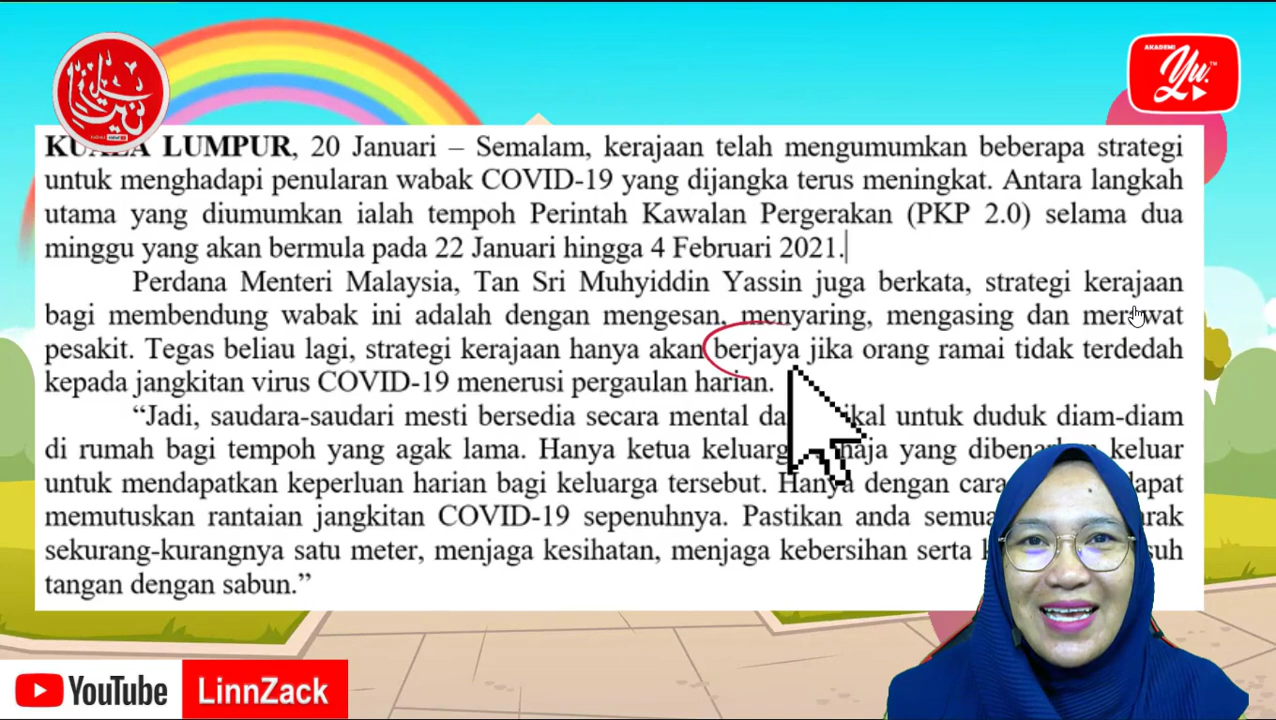 AKADEMI
Yu.
TM
KUALA LUMPUR, 20 Januari – Semalam, kerajaan telah mengumumkan beberapa strategi
untuk menghadapi penularan wabak COVID-19 yang dijangka terus meningkat. Antara langkah
utama yang diumumkan ialah tempoh Perintah Kawalan Pergerakan (PKP 2.0) selama dua
minggu yang akan bermula pada 22 Januari hingga 4 Februari 2021.
Perdana Menteri Malaysia, Tan Sri Muhyiddin Yassin juga berkata, strategi kerajaan
bagi membendung wabak ini adalah dengan mengesan, menyaring, mengasing dan merawat
pesakit. Tegas beliau lagi, strategi kerajaan hanya akan berjaya jika orang ramai tidak terdedah
kepada jangkitan virus COVID-19 menerusi pergaulan harian.
“Jadi, saudara-saudari mesti bersedia secara mental untuk duduk diam-diam
di rumah bagi tempoh yang agak lama. Hanya ketua yang keluar
untuk mendapatkan keperluan harian bagi keluarga tersebut. Hanya dengan cara
memutuskan rantaian jangkitan COVID-19 sepenuhnya. Pastikan anda
sekurang-kurangnya satu meter, menjaga kesihatan, menjaga kebersihan serta
tangan dengan sabun.”
YouTube LinnZack